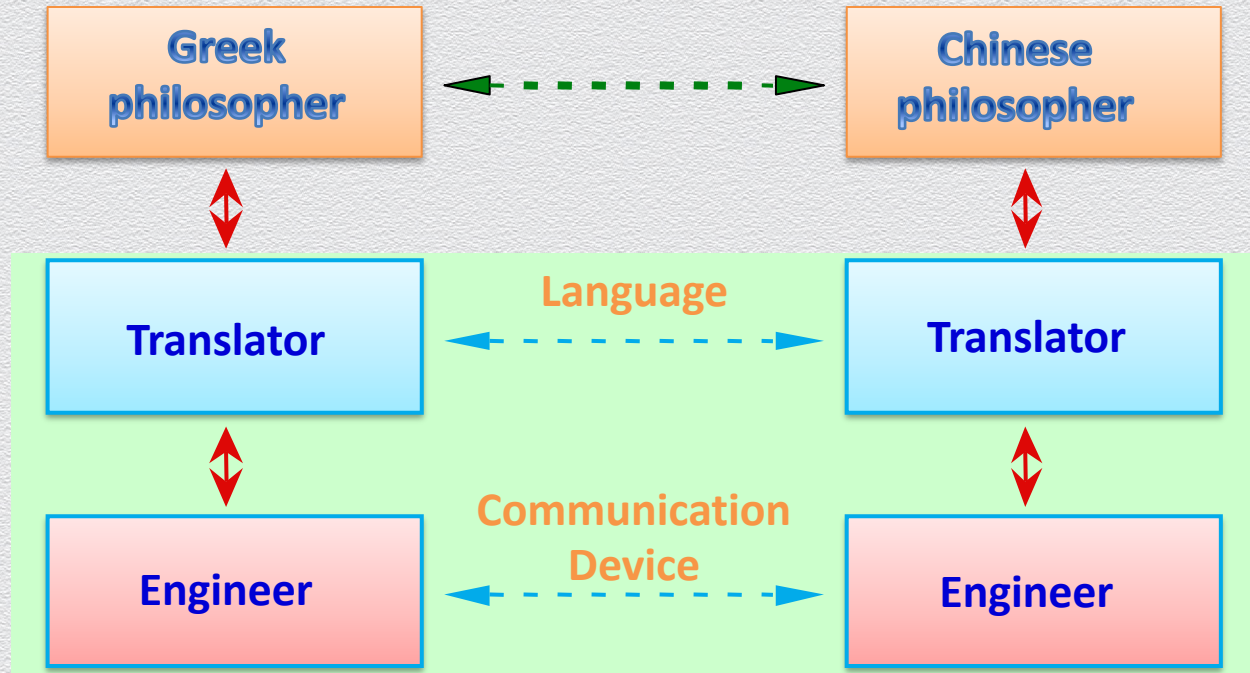 Greek
philosopher
Chinese
philosopher
Translator
Language
Translator
Engineer
Communication
Device
Engineer